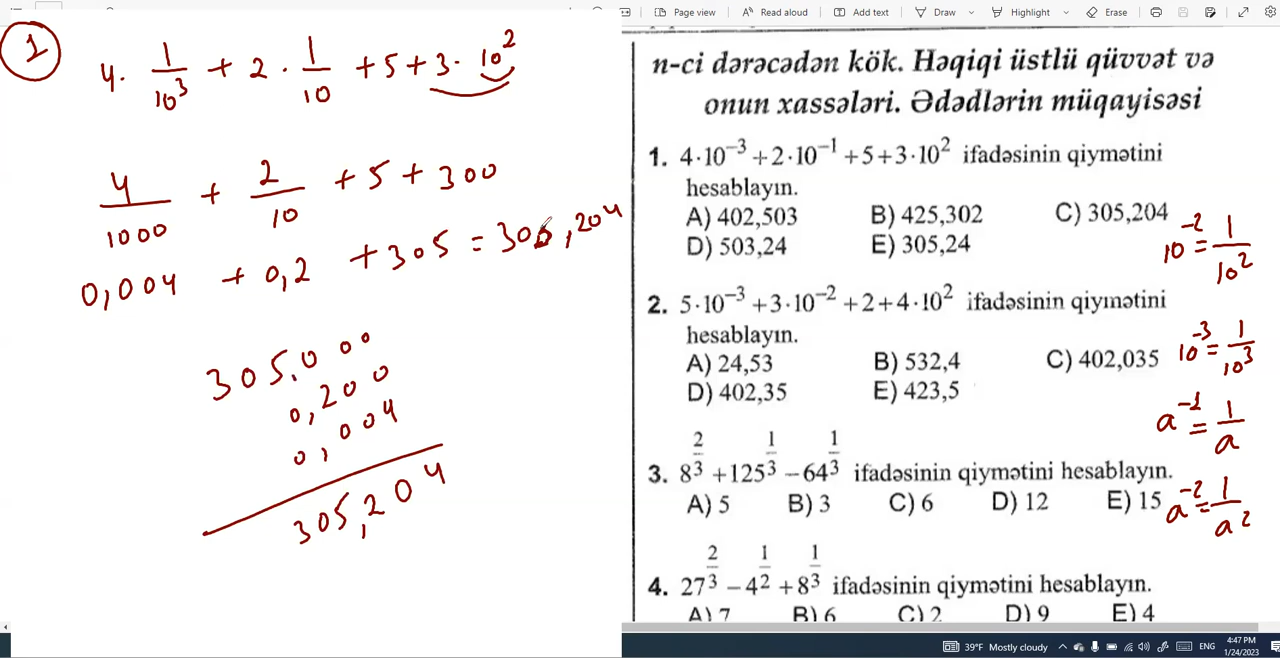 Page view Read aloud Add text Draw Highlight Erase
1
4 · 1/10³ + 2 · 1/10 + 5 + 3 · 10²
4/1000 + 2/10 + 5 + 300
0,004 + 0,2 + 305 = 305,204
305.000
0,200
0,004
305,204
n-ci dərəcədən kök. Həqiqi üstlü qüvvət və
onun xassələri. Ədədlərin müqayisəsi
1. 4·10⁻³+2·10⁻¹+5+3·10² ifadəsinin qiymətini
hesablayın.
A) 402,503 B) 425,302 C) 305,204
D) 503,24 E) 305,24
10⁻² = 1/10²
2. 5·10⁻³+3·10⁻²+2+4·10² ifadəsinin qiymətini
hesablayın.
A) 24,53 B) 532,4 C) 402,035
D) 402,35 E) 423,5
10⁻³ = 1/10³
a⁻¹ = 1/a
3. 8^(2/3)+125^(1/3)−64^(1/3) ifadəsinin qiymətini hesablayın.
A) 5 B) 3 C) 6 D) 12 E) 15
a⁻² = 1/a²
4. 27^(2/3)−4^(1/2)+8^(1/3) ifadəsinin qiymətini hesablayın.
A) 7 B) 6 C) 2 D) 9 E) 4
39°F Mostly cloudy ENG 4:47 PM
1/24/2023